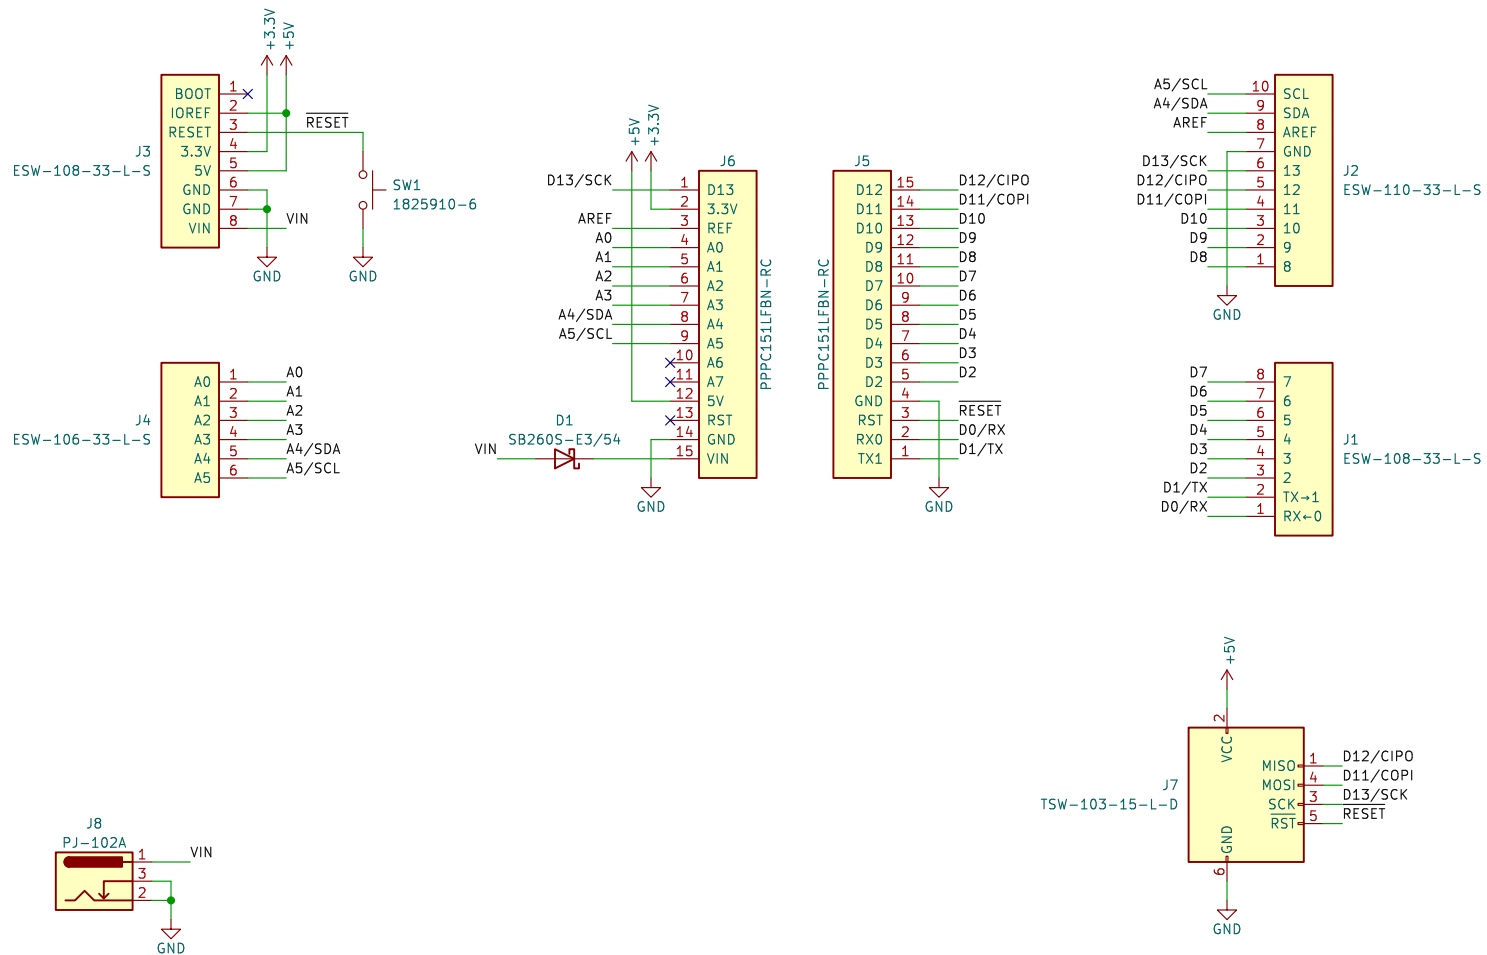 +3.3V
+5V
J3
ESW-108-33-L-S
BOOT 1
IOREF 2
RESET 3
3.3V 4
5V 5
GND 6
GND 7
VIN 8
RESET
VIN
GND
SW1
1825910-6
GND
J4
ESW-106-33-L-S
A0 1 A0
A1 2 A1
A2 3 A2
A3 4 A3
A4 5 A4/SDA
A5 6 A5/SCL
+5V
+3.3V
J6
PPPC151LFBN-RC
D13/SCK 1 D13
2 3.3V
AREF 3 REF
A0 4 A0
A1 5 A1
A2 6 A2
A3 7 A3
A4/SDA 8 A4
A5/SCL 9 A5
10 A6
11 A7
12 5V
13 RST
14 GND
15 VIN
D1
SB260S-E3/54
VIN
GND
J5
PPPC151LFBN-RC
D12 15 D12/CIPO
D11 14 D11/COPI
D10 13 D10
D9 12 D9
D8 11 D8
D7 10 D7
D6 9 D6
D5 8 D5
D4 7 D4
D3 6 D3
D2 5 D2
GND 4
RST 3 RESET
RX0 2 D0/RX
TX1 1 D1/TX
GND
J2
ESW-110-33-L-S
A5/SCL 10 SCL
A4/SDA 9 SDA
AREF 8 AREF
7 GND
D13/SCK 6 13
D12/CIPO 5 12
D11/COPI 4 11
D10 3 10
D9 2 9
D8 1 8
GND
J1
ESW-108-33-L-S
D7 8 7
D6 7 6
D5 6 5
D4 5 4
D3 4 3
D2 3 2
D1/TX 2 TX→1
D0/RX 1 RX←0
+5V
J7
TSW-103-15-L-D
2
VCC
MISO 1 D12/CIPO
MOSI 4 D11/COPI
SCK 3 D13/SCK
RST 5 RESET
GND
6
GND
J8
PJ-102A
1 VIN
3
2
GND